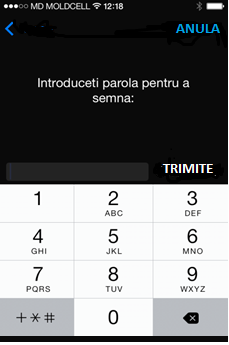 MD MOLDCELL 12:18
ANULA
Introduceti parola pentru a
semna:
TRIMITE
1 2 3
ABC DEF
4 5 6
GHI JKL MNO
7 8 9
PQRS TUV WXYZ
+*# 0